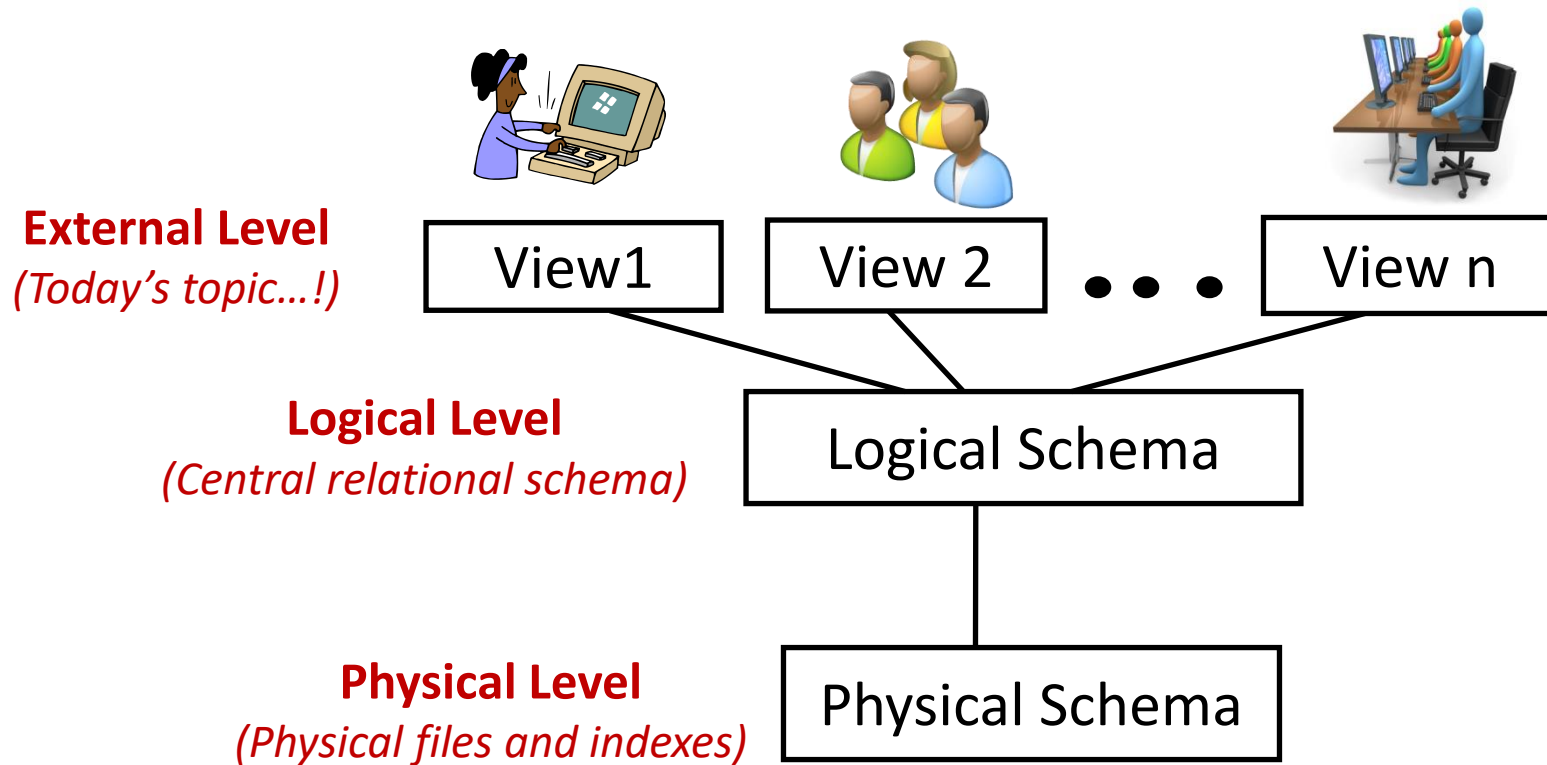 External Level
(Today's topic...!)
View1
View 2
View n
Logical Level
(Central relational schema)
Logical Schema
Physical Level
(Physical files and indexes)
Physical Schema